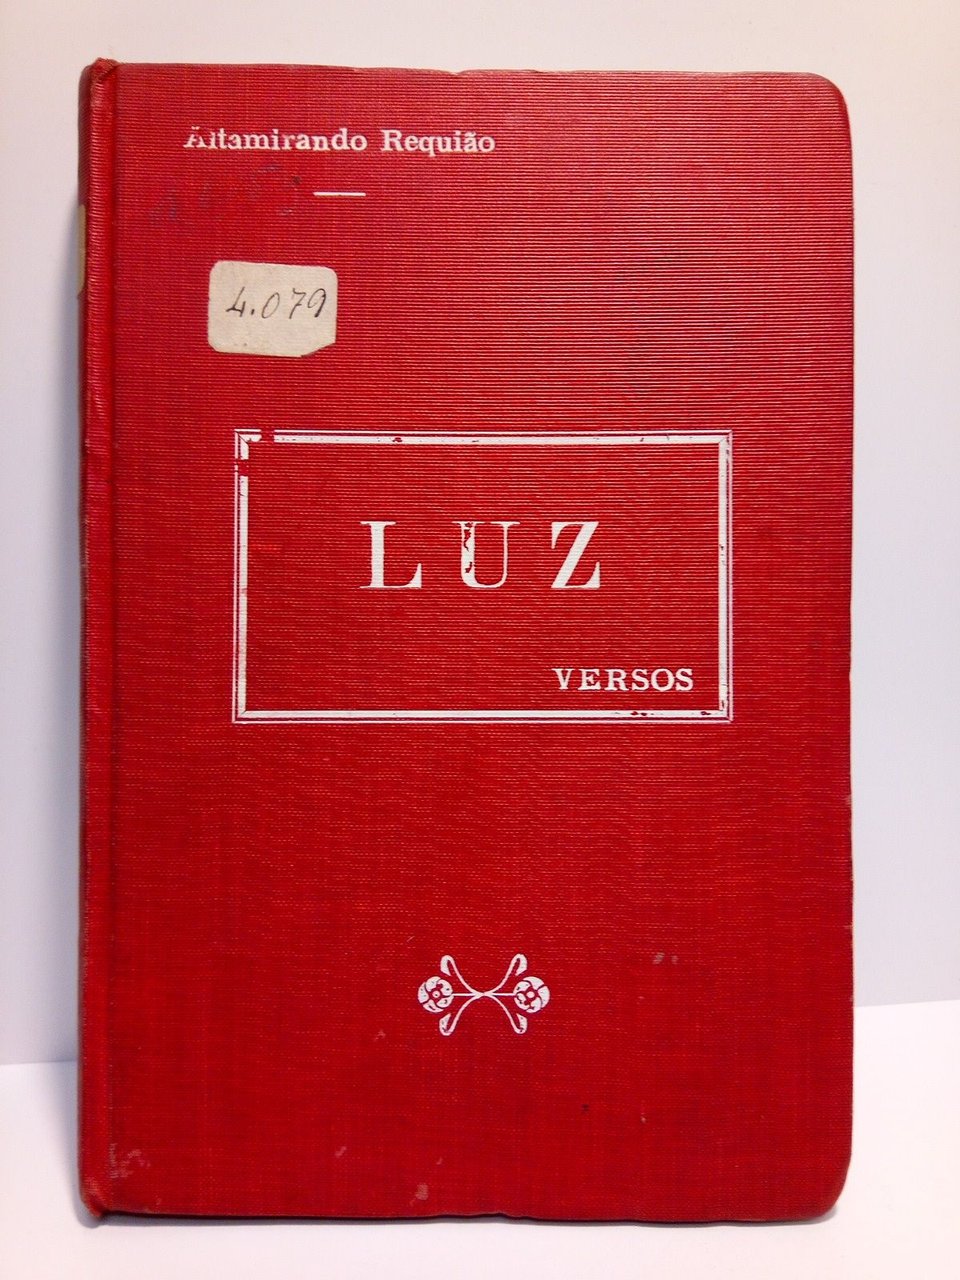 Altamirando Requião
4.079
LUZ
VERSOS